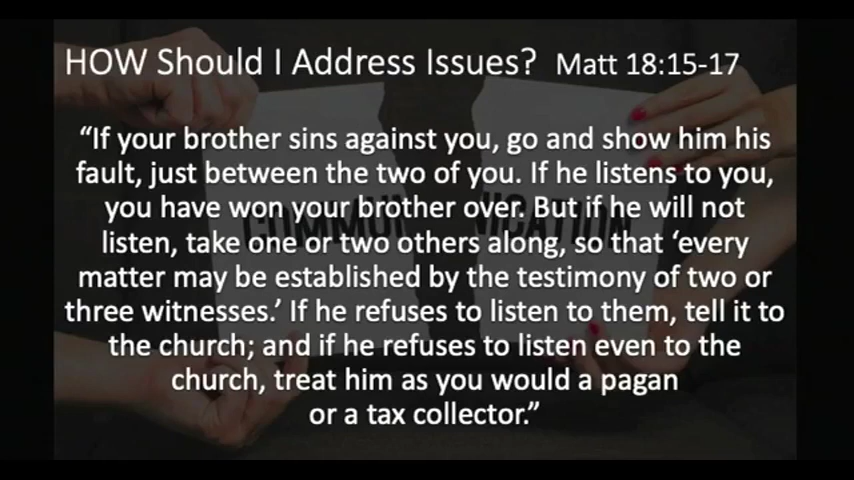 HOW Should I Address Issues? Matt 18:15-17
“If your brother sins against you, go and show him his
fault, just between the two of you. If he listens to you,
you have won your brother over. But if he will not
listen, take one or two others along, so that ‘every
matter may be established by the testimony of two or
three witnesses.’ If he refuses to listen to them, tell it to
the church; and if he refuses to listen even to the
church, treat him as you would a pagan
or a tax collector.”
COMMUNICATION